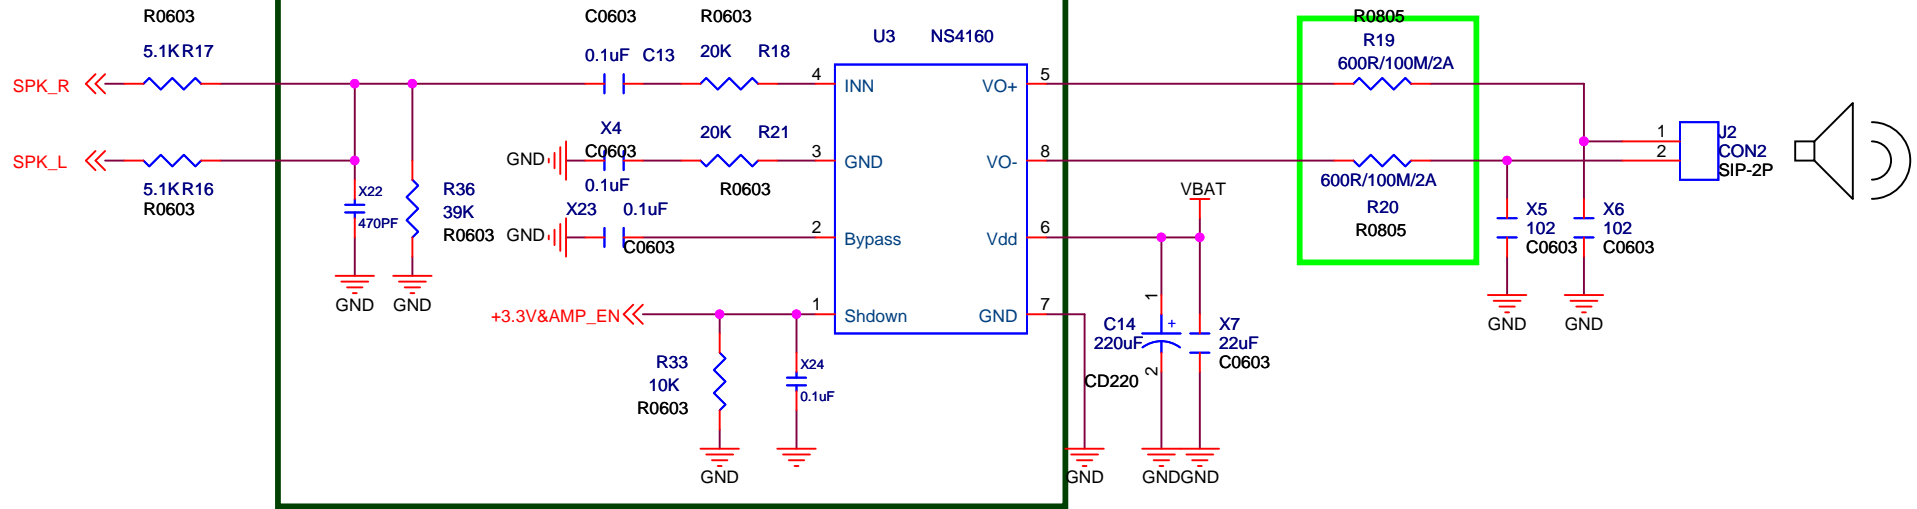 R0603
C0603
R0603
R0805
5.1K R17
0.1uF C13
20K R18
U3 NS4160
R19
600R/100M/2A
SPK_R
4
INN
VO+
5
X4
C0603
20K R21
1
J2
SPK_L
GND
3
GND
VO-
8
2
CON2
SIP-2P
5.1K R16
R0603
X22
470PF
R36
39K
R0603
0.1uF
R0603
600R/100M/2A
VBAT
R20
R0805
X23
0.1uF
GND
C0603
2
Bypass
Vdd
6
X5
102
C0603
X6
102
C0603
GND
GND
+3.3V&AMP_EN
1
Shdown
GND
7
1
C14
220uF
+
2
CD220
X7
22uF
C0603
GND
GND
R33
10K
R0603
X24
0.1uF
GND
GND
GND
GND